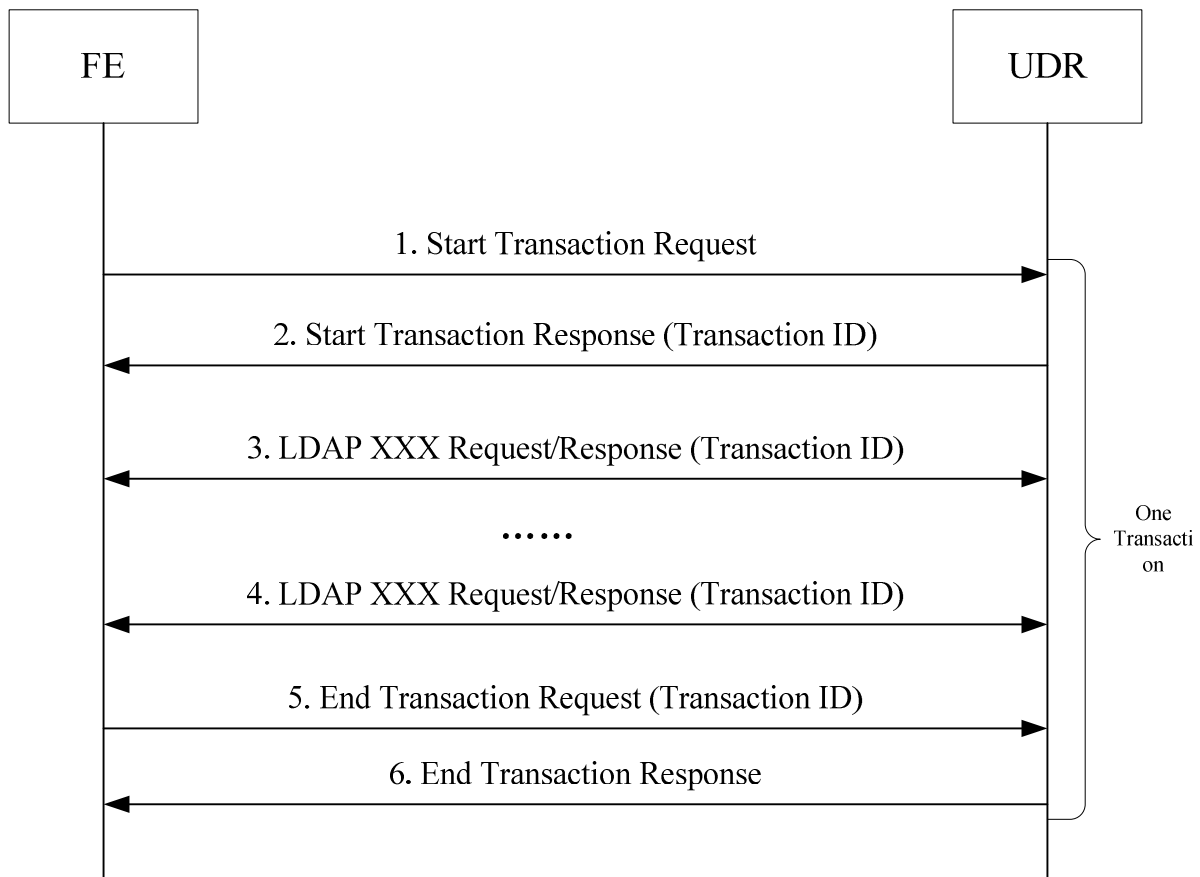 FE
UDR
1. Start Transaction Request
2. Start Transaction Response (Transaction ID)
3. LDAP XXX Request/Response (Transaction ID)
......
One
Transacti
on
4. LDAP XXX Request/Response (Transaction ID)
5. End Transaction Request (Transaction ID)
6. End Transaction Response